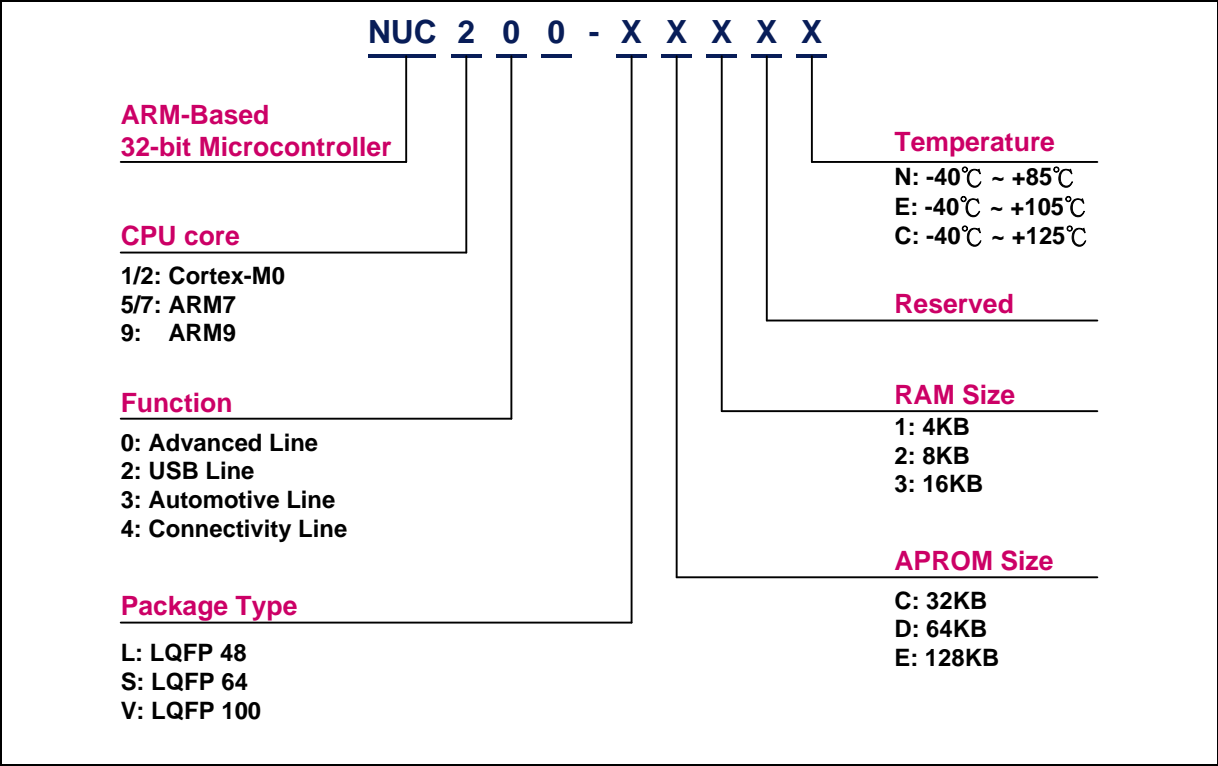 NUC 2 0 0 - X X X X X
ARM-Based
32-bit Microcontroller
CPU core
1/2: Cortex-M0
5/7: ARM7
9: ARM9
Function
0: Advanced Line
2: USB Line
3: Automotive Line
4: Connectivity Line
Package Type
L: LQFP 48
S: LQFP 64
V: LQFP 100
Temperature
N: -40℃ ~ +85℃
E: -40℃ ~ +105℃
C: -40℃ ~ +125℃
Reserved
RAM Size
1: 4KB
2: 8KB
3: 16KB
APROM Size
C: 32KB
D: 64KB
E: 128KB